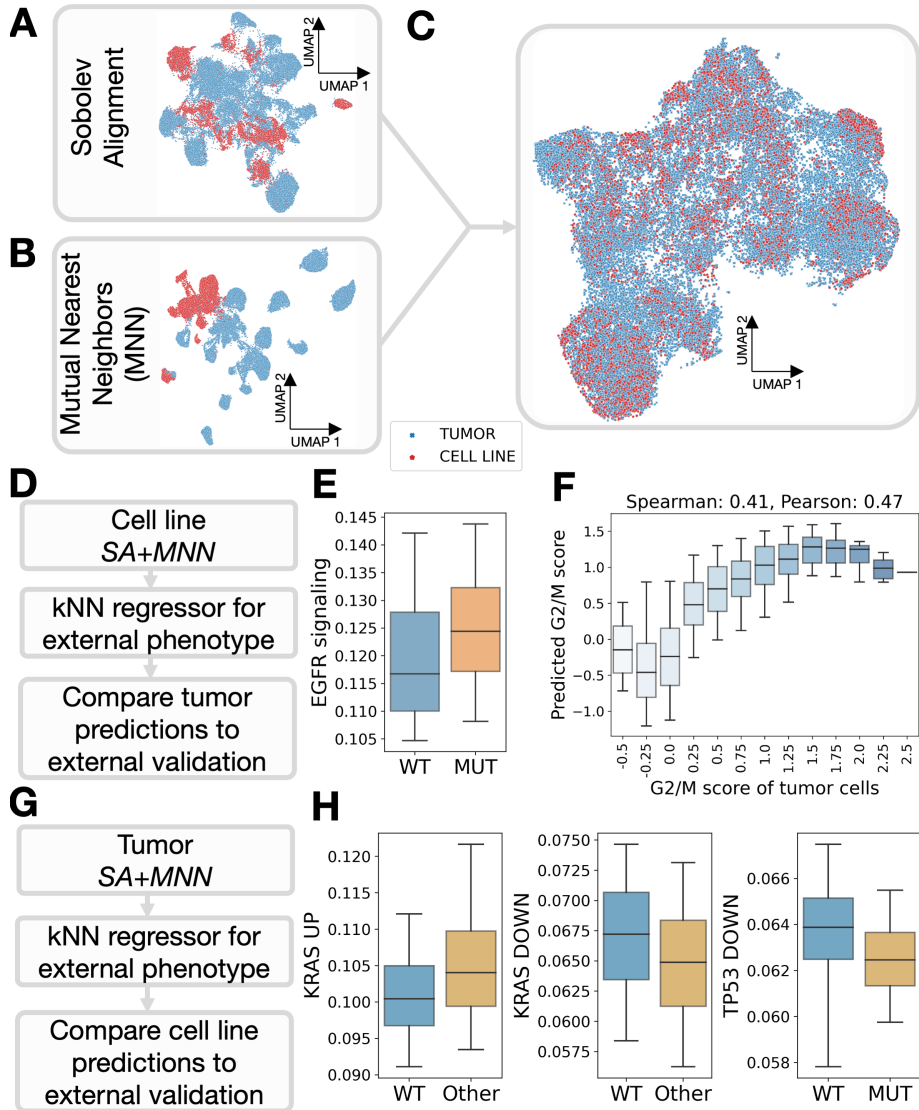 A
Sobolev
Alignment
UMAP 2
UMAP 1
B
Mutual Nearest
Neighbors
(MNN)
UMAP 2
UMAP 1
C
UMAP 2
UMAP 1
TUMOR
CELL LINE
D
Cell line
SA+MNN
kNN regressor for
external phenotype
Compare tumor
predictions to
external validation
E
EGFR signaling
0.145
0.140
0.135
0.130
0.125
0.120
0.115
0.110
0.105
WT MUT
F
Spearman: 0.41, Pearson: 0.47
Predicted G2/M score
1.5
1.0
0.5
0.0
−0.5
−1.0
-0.5 -0.25 0.0 0.25 0.5 0.75 1.0 1.25 1.5 1.75 2.0 2.25 2.5
G2/M score of tumor cells
G
Tumor
SA+MNN
kNN regressor for
external phenotype
Compare cell line
predictions to
external validation
H
KRAS UP
0.120
0.115
0.110
0.105
0.100
0.095
0.090
WT Other
KRAS DOWN
0.0750
0.0725
0.0700
0.0675
0.0650
0.0625
0.0600
0.0575
WT Other
TP53 DOWN
0.066
0.064
0.062
0.060
0.058
WT MUT